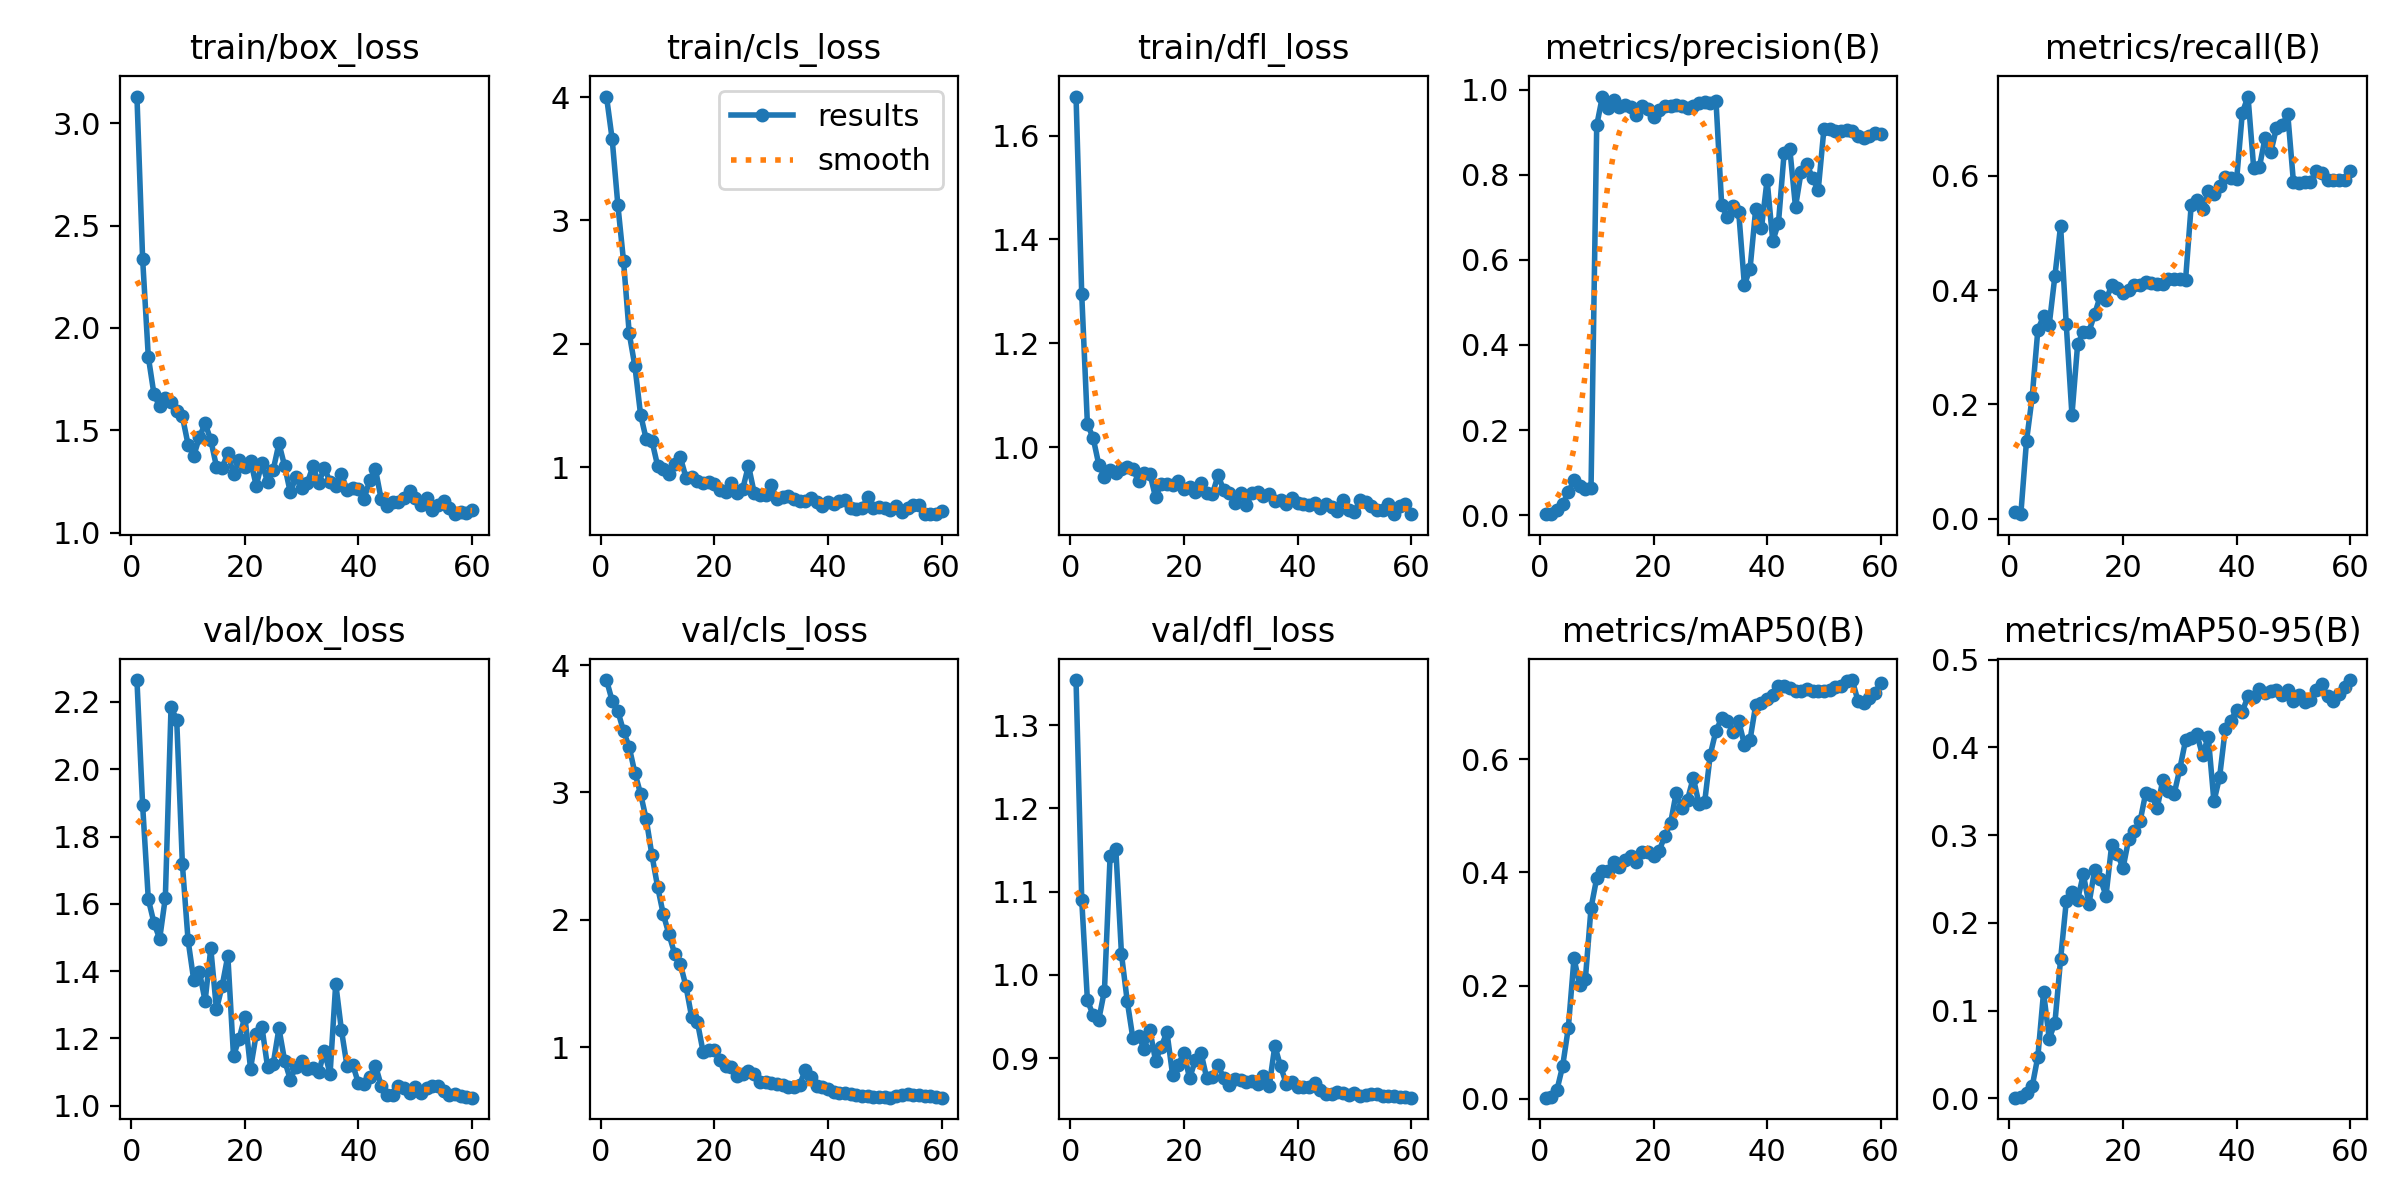 train/box_loss
3.0
2.5
2.0
1.5
1.0
0 20 40 60
train/cls_loss
results
smooth
4
3
2
1
0 20 40 60
train/dfl_loss
1.6
1.4
1.2
1.0
0 20 40 60
metrics/precision(B)
1.0
0.8
0.6
0.4
0.2
0.0
0 20 40 60
metrics/recall(B)
0.6
0.4
0.2
0.0
0 20 40 60
val/box_loss
2.2
2.0
1.8
1.6
1.4
1.2
1.0
0 20 40 60
val/cls_loss
4
3
2
1
0 20 40 60
val/dfl_loss
1.3
1.2
1.1
1.0
0.9
0 20 40 60
metrics/mAP50(B)
0.6
0.4
0.2
0.0
0 20 40 60
metrics/mAP50-95(B)
0.5
0.4
0.3
0.2
0.1
0.0
0 20 40 60